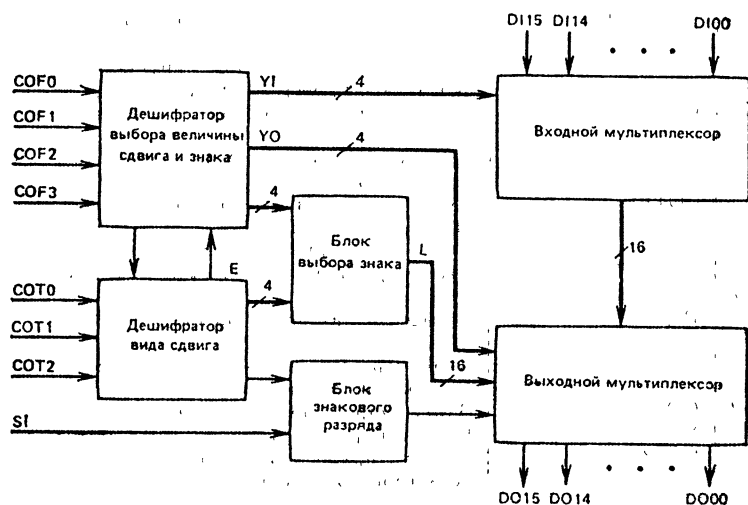 DI15 DI14 DI00
COF0
COF1
COF2
COF3
Дешифратор
выбора величины
сдвига и знака
YI
4
YO
4
4
Входной мультиплексор
Блок
выбора знака
L
16
E
4
COT0
COT1
COT2
Дешифратор
вида сдвига
16
Выходной мультиплексор
Блок
знакового
разряда
SI
DO15 DO14 DO00